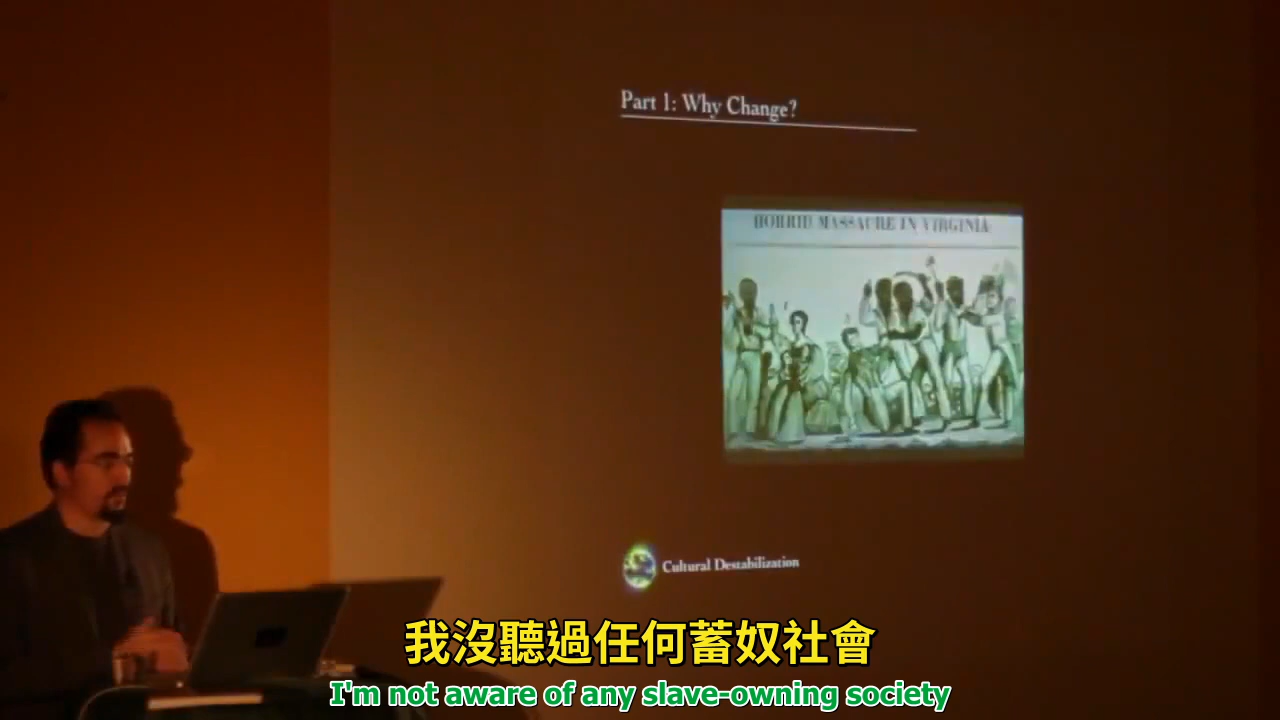 Part 1: Why Change?
HORRID MASSACRE IN VIRGINIA
Cultural Destabilization
我沒聽過任何蓄奴社會
I'm not aware of any slave-owning society